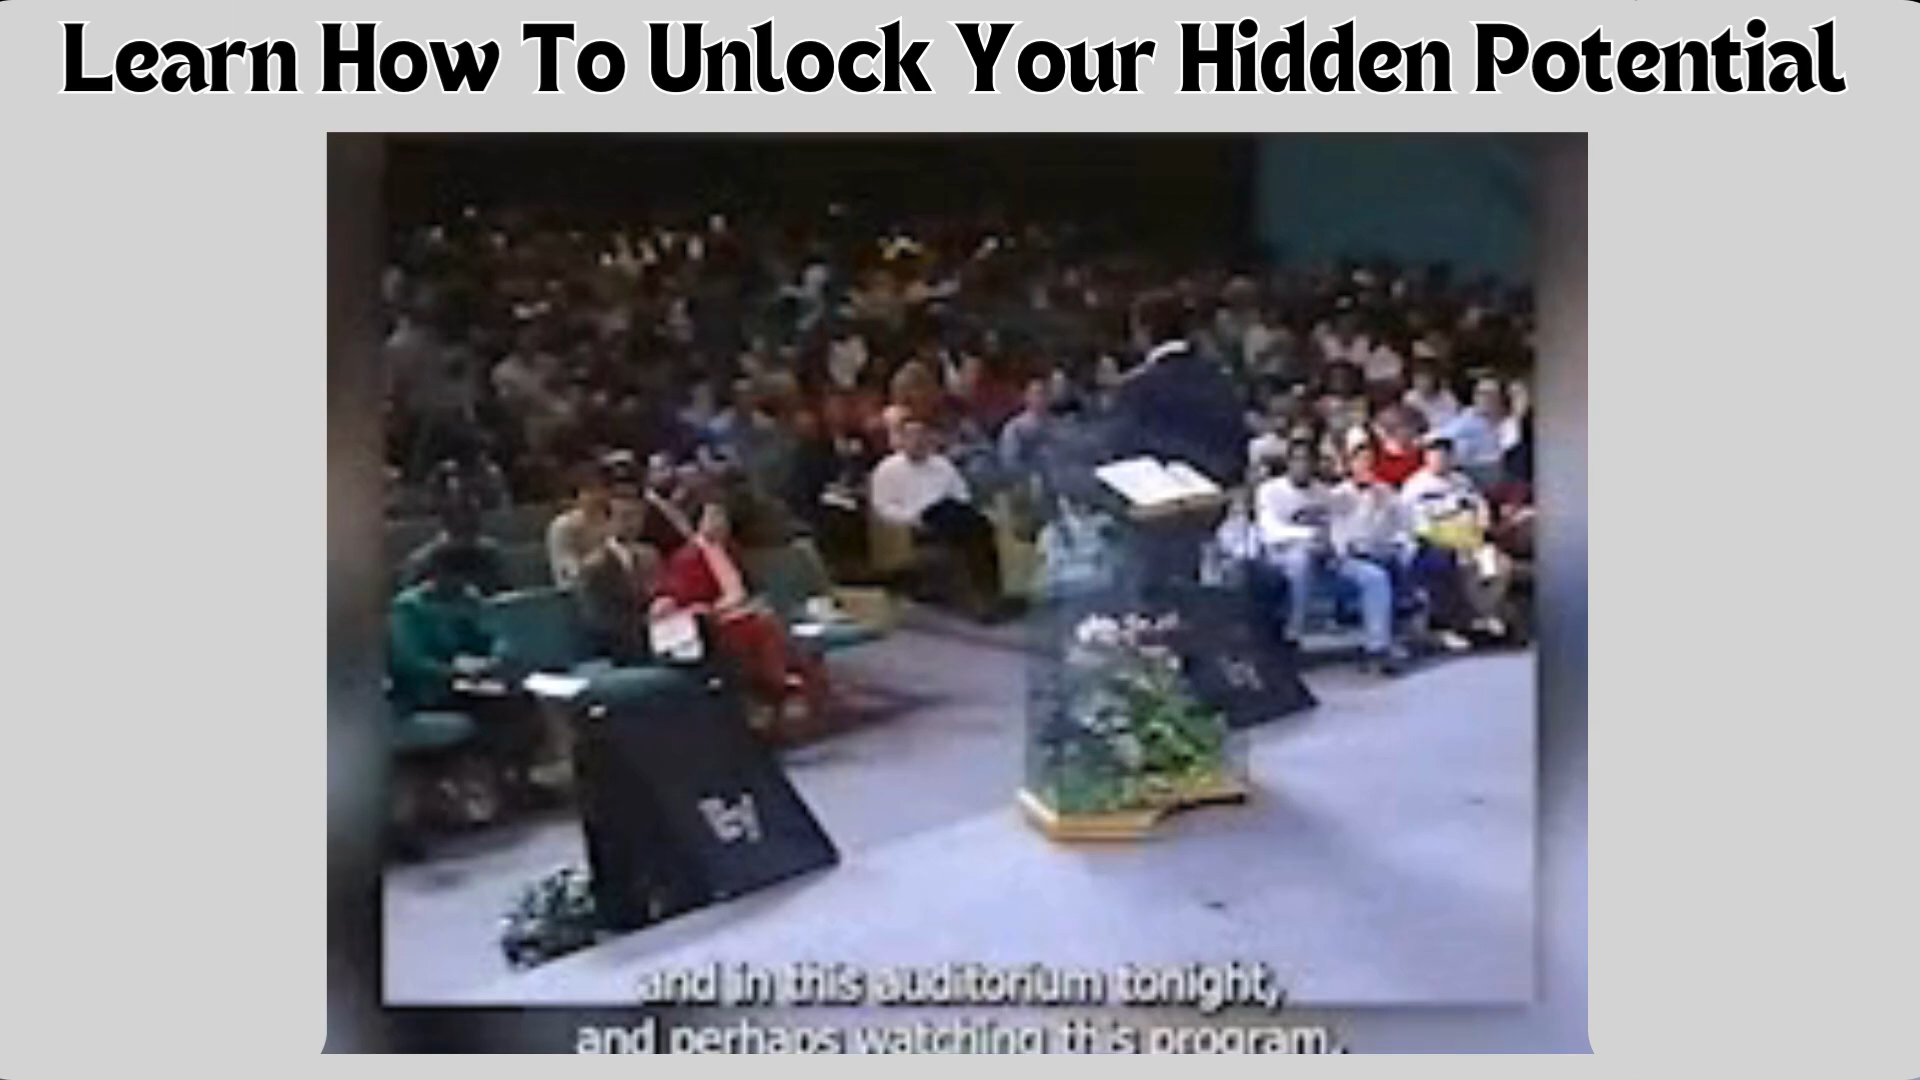 Learn How To Unlock Your Hidden Potential
and in this auditorium tonight,
and perhaps watching this program,